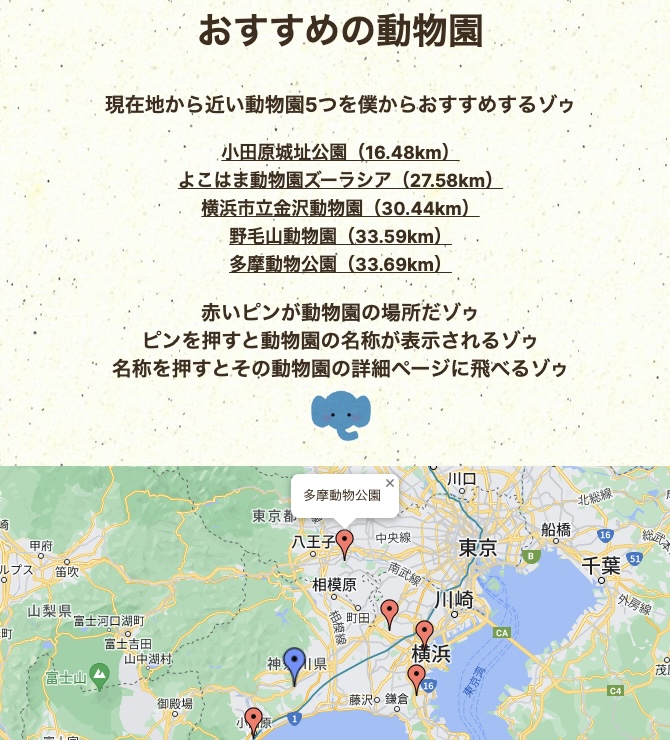 おすすめの動物園
現在地から近い動物園5つを僕からおすすめするゾゥ
小田原城址公園（16.48km）
よこはま動物園ズーラシア（27.58km）
横浜市立金沢動物園（30.44km）
野毛山動物園（33.59km）
多摩動物公園（33.69km）
赤いピンが動物園の場所だゾゥ
ピンを押すと動物園の名称が表示されるゾゥ
名称を押すとその動物園の詳細ページに飛べるゾゥ
多摩動物公園
川口
北総線
東京都
八王子
中央線
東京
船橋
16
B
51
総武本
甲府
笛吹
千葉
南武線
相模原
外房線
川崎
町田
相模線
山梨県
富士河口湖町
富士吉田
山中湖村
CA
横浜
神奈川県
富士山
東京湾
16
藤沢
鎌倉
御殿場
小田原
1
C4